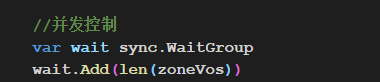 //并发控制
var wait sync.WaitGroup
wait.Add(len(zoneVos))